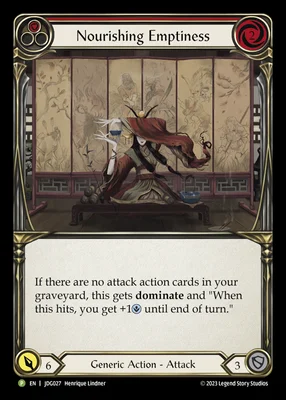 Nourishing Emptiness
If there are no attack action cards in your
graveyard, this gets dominate and "When
this hits, you get +1 until end of turn."
6
Generic Action - Attack
3
P EN | JDG027 Henrique Lindner
© 2023 Legend Story Studios